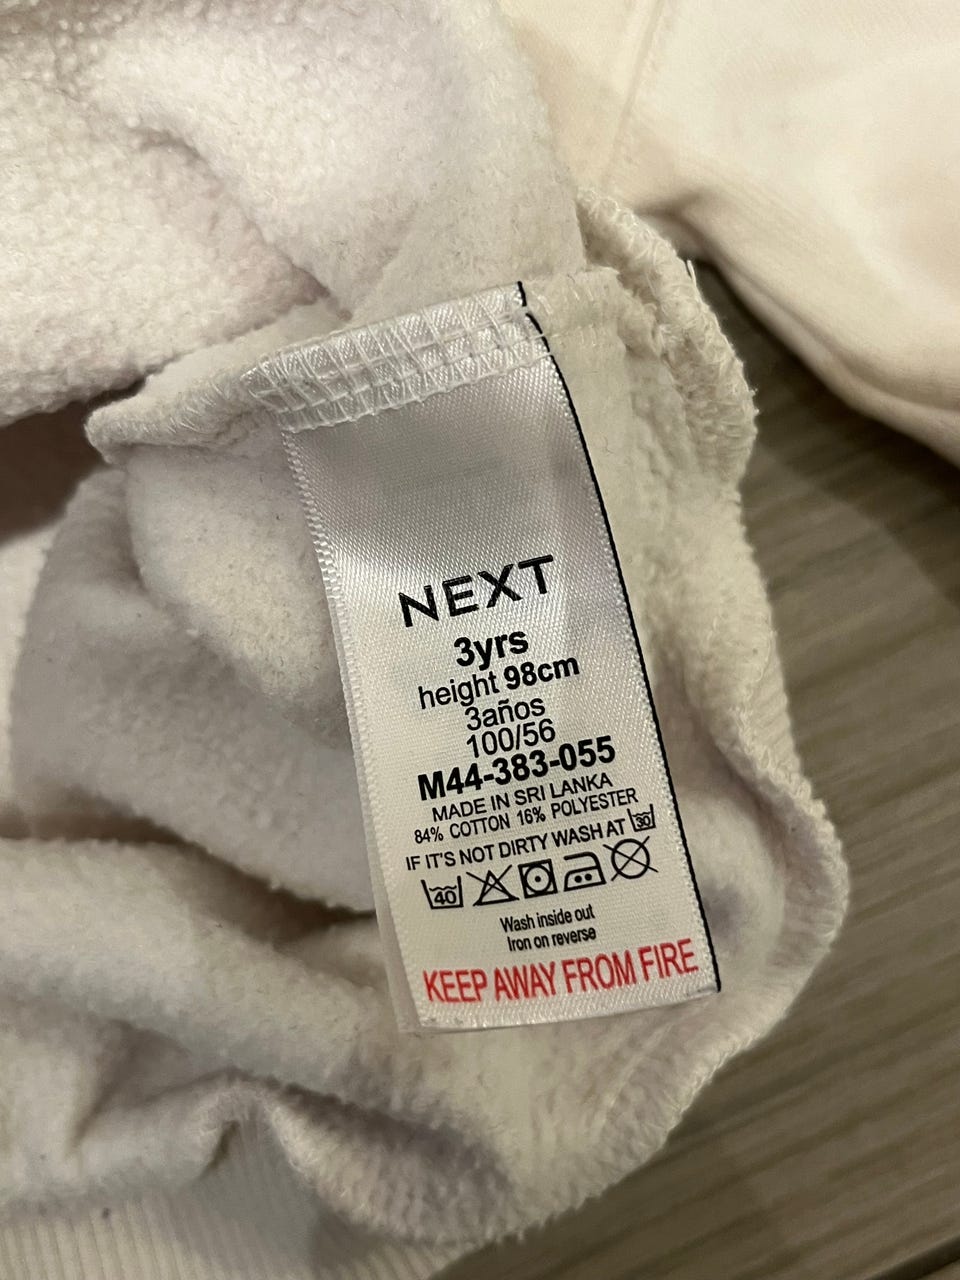 NEXT
3yrs
height 98cm
3años
100/56
M44-383-055
MADE IN SRI LANKA
84% COTTON 16% POLYESTER
IF IT'S NOT DIRTY WASH AT 30
40
Wash inside out
Iron on reverse
KEEP AWAY FROM FIRE